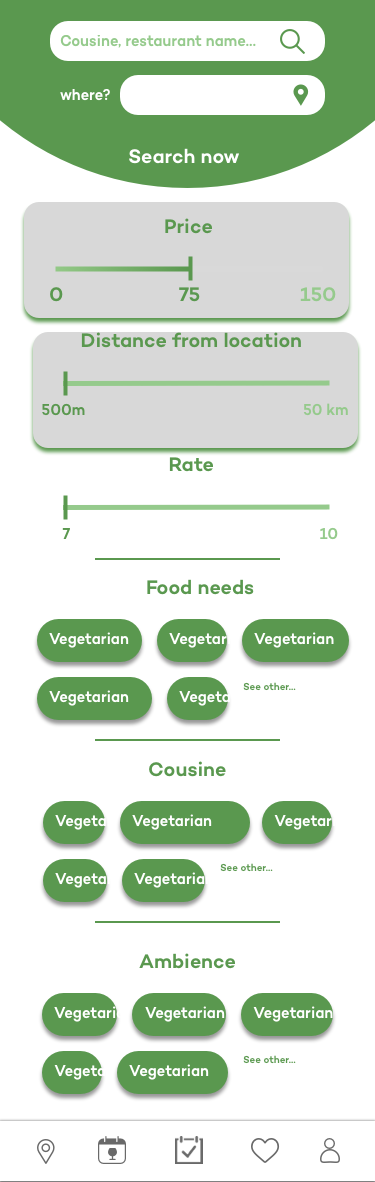 Cousine, restaurant name...
where?
Search now
Price
0 75 150
Distance from location
500m 50 km
Rate
7 10
Food needs
Vegetarian Vegetar Vegetarian
Vegetarian Vegeta See other...
Cousine
Vegeta Vegetarian Vegetar
Vegeta Vegetaria See other...
Ambience
Vegetari Vegetarian Vegetarian
Vegeta Vegetarian See other...